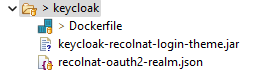 > keycloak
> Dockerfile
keycloak-recolnat-login-theme.jar
recolnat-oauth2-realm.json